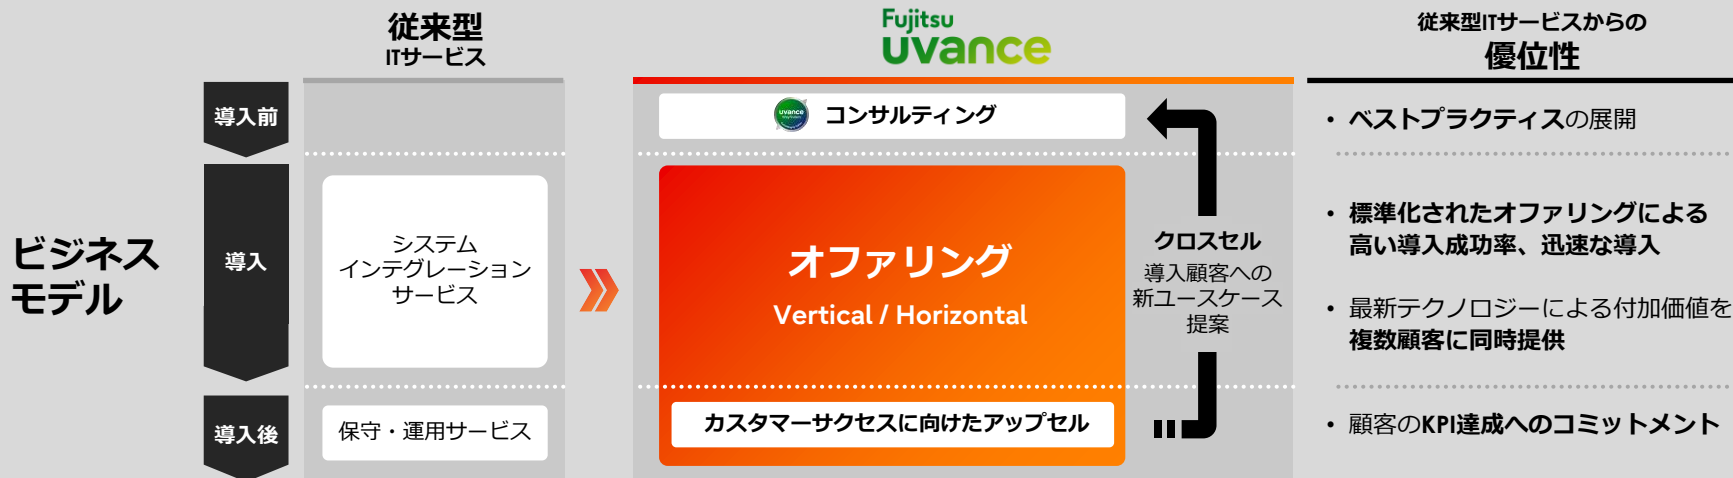 従来型
ITサービス
Fujitsu
uvance
従来型ITサービスからの
優位性
ビジネス
モデル
導入前
uvance
コンサルティング
• ベストプラクティスの展開
導入
システム
インテグレーション
サービス
オファリング
Vertical / Horizontal
クロスセル
導入顧客への
新ユースケース
提案
• 標準化されたオファリングによる
高い導入成功率、迅速な導入
• 最新テクノロジーによる付加価値を
複数顧客に同時提供
導入後
保守・運用サービス
カスタマーサクセスに向けたアップセル
• 顧客のKPI達成へのコミットメント